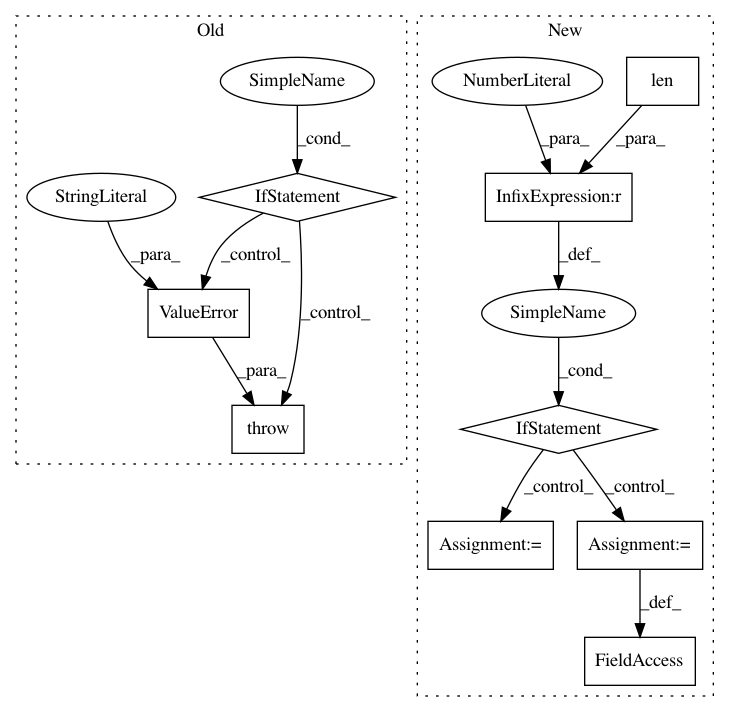 Old
New
SimpleName
NumberLiteral
len
_cond_
_para_
_para_
StringLiteral
IfStatement
InfixExpression:r
_para_
_control_
_def_
ValueError
_control_
SimpleName
_para_
_cond_
throw
IfStatement
_control_
_control_
Assignment:=
Assignment:=
_def_
FieldAccess